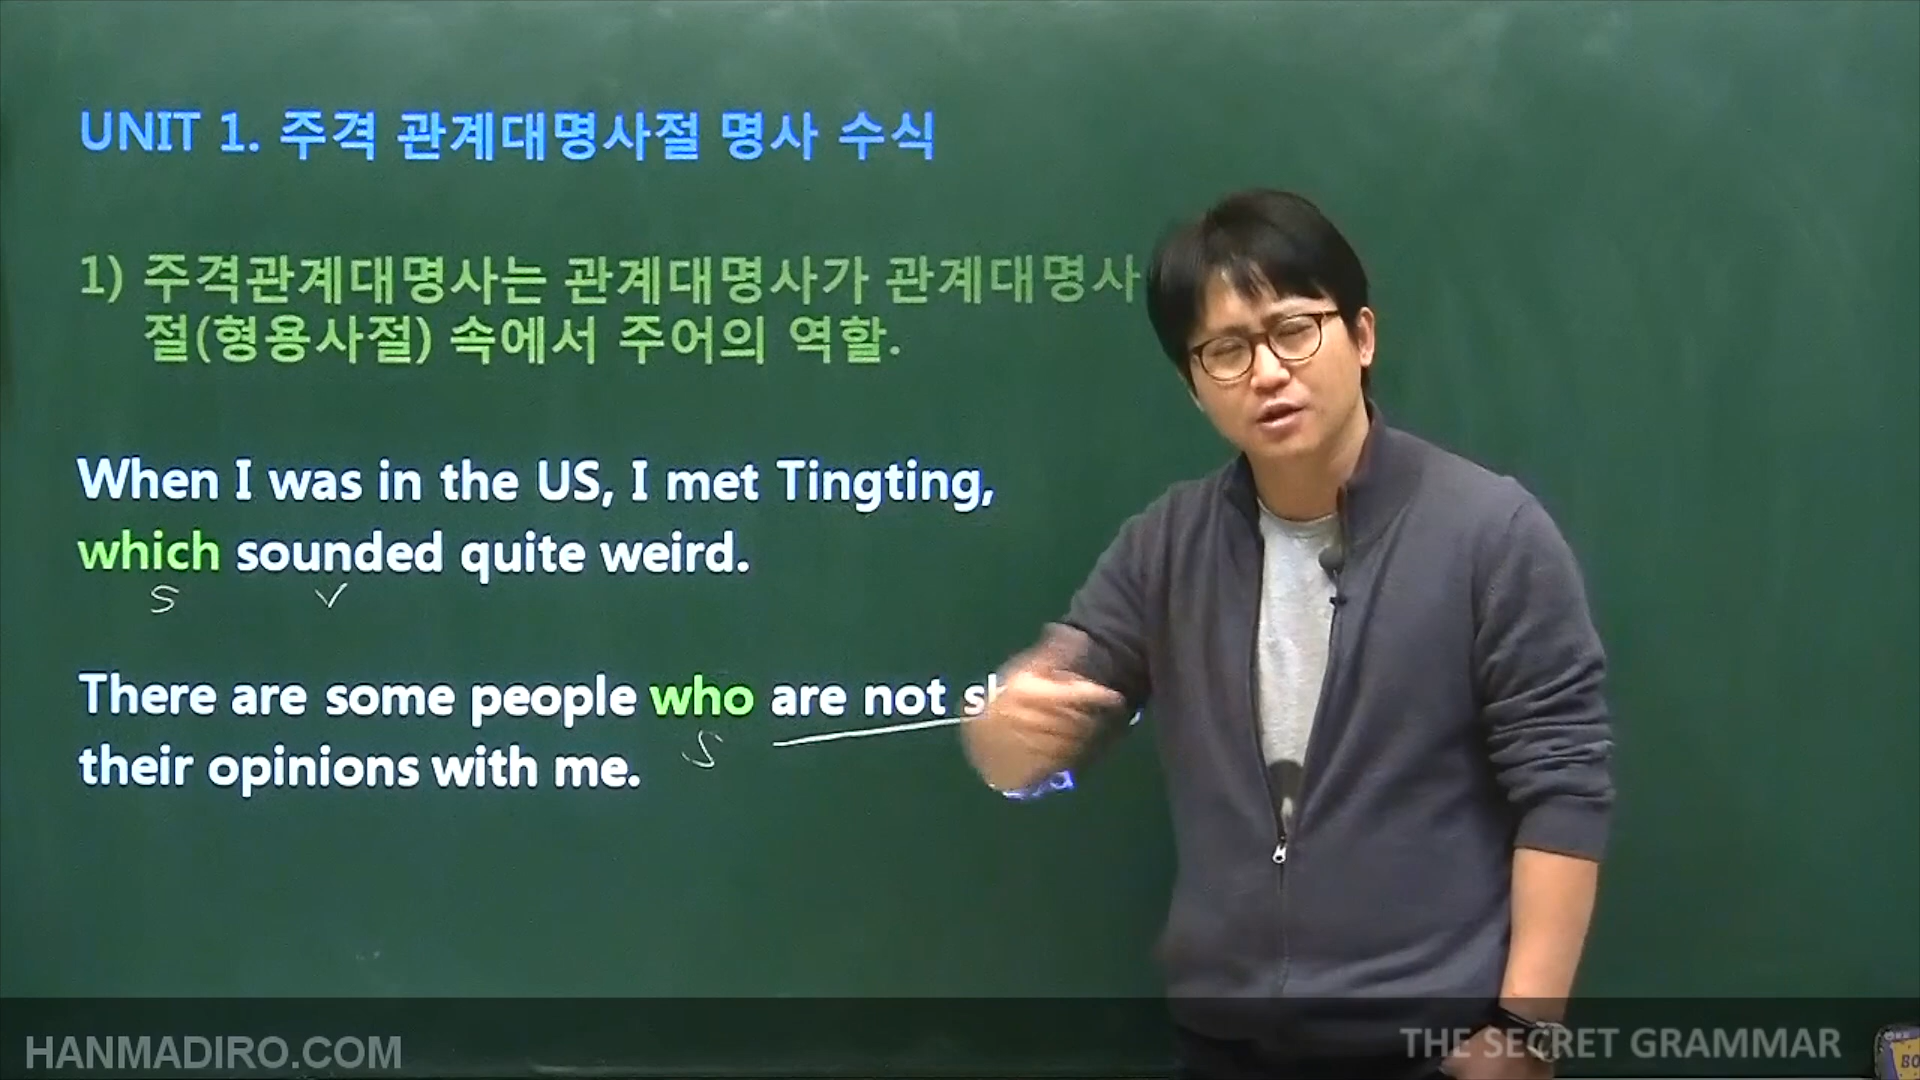 UNIT 1. 주격 관계대명사절 명사 수식
1) 주격관계대명사는 관계대명사가 관계대명사
절(형용사절) 속에서 주어의 역할.
When I was in the US, I met Tingting,
which sounded quite weird.
S V
There are some people who are not
S
their opinions with me.
HANMADIRO.COM
THE SECRET GRAMMAR